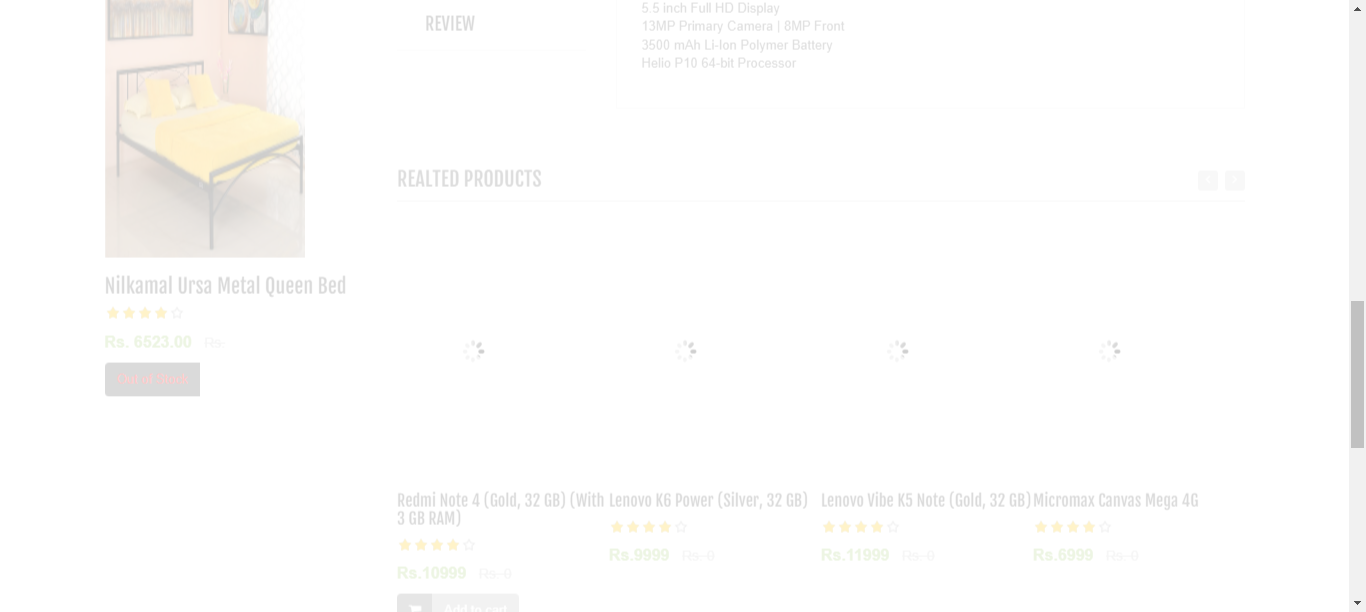 5.5 inch Full HD Display
REVIEW
13MP Primary Camera | 8MP Front
3500 mAh Li-Ion Polymer Battery
Helio P10 64-bit Processor
REALTED PRODUCTS
Nilkamal Ursa Metal Queen Bed
Rs. 6523.00 Rs.
Redmi Note 4 (Gold, 32 GB) (With
3 GB RAM)
Rs.10999 Rs. 0
Add to cart
Lenovo K6 Power (Silver, 32 GB)
Rs.9999 Rs. 0
Lenovo Vibe K5 Note (Gold, 32 GB)
Rs.11999 Rs. 0
Micromax Canvas Mega 4G
Rs.6999 Rs. 0